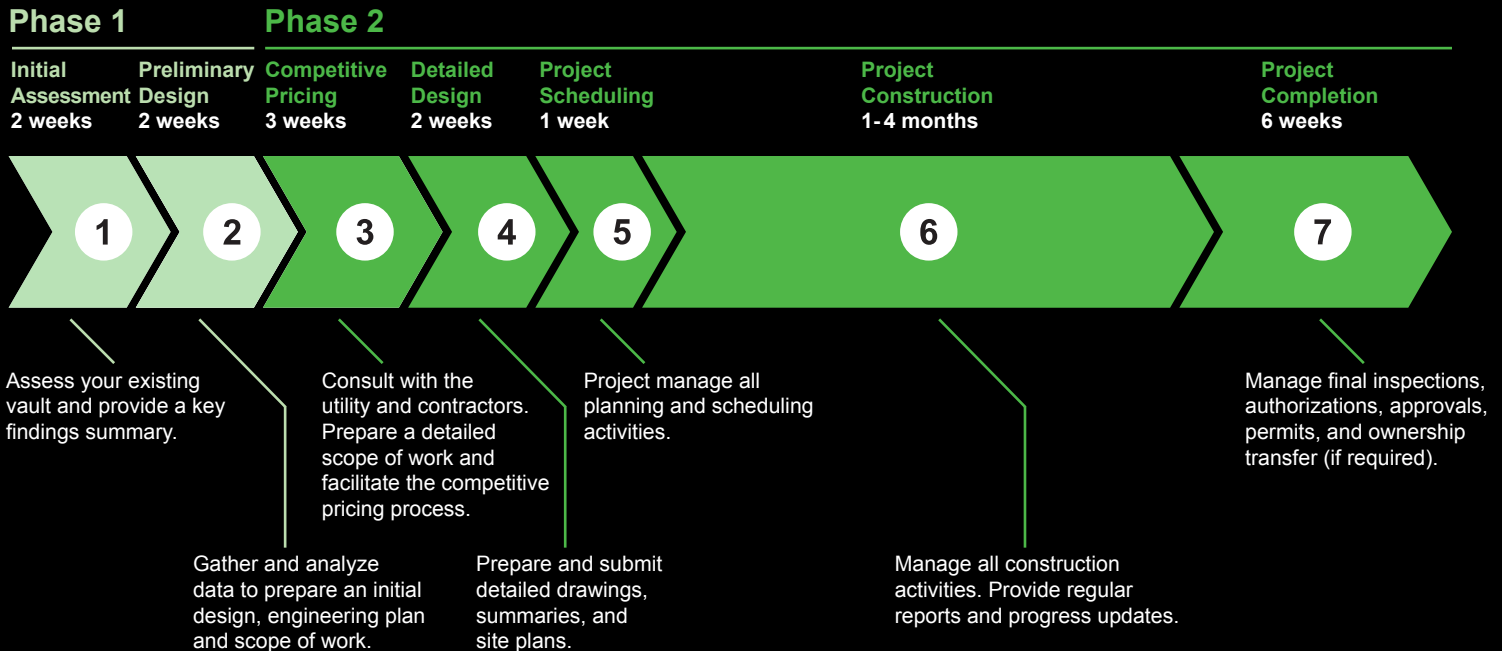 Phase 1
Phase 2
Initial
Assessment
2 weeks
Preliminary
Design
2 weeks
Competitive
Pricing
3 weeks
Detailed
Design
2 weeks
Project
Scheduling
1 week
Project
Construction
1-4 months
Project
Completion
6 weeks
1
2
3
4
5
6
7
Assess your existing
vault and provide a key
findings summary.
Gather and analyze
data to prepare an initial
design, engineering plan
and scope of work.
Consult with the
utility and contractors.
Prepare a detailed
scope of work and
facilitate the competitive
pricing process.
Prepare and submit
detailed drawings,
summaries, and
site plans.
Project manage all
planning and scheduling
activities.
Manage all construction
activities. Provide regular
reports and progress updates.
Manage final inspections,
authorizations, approvals,
permits, and ownership
transfer (if required).